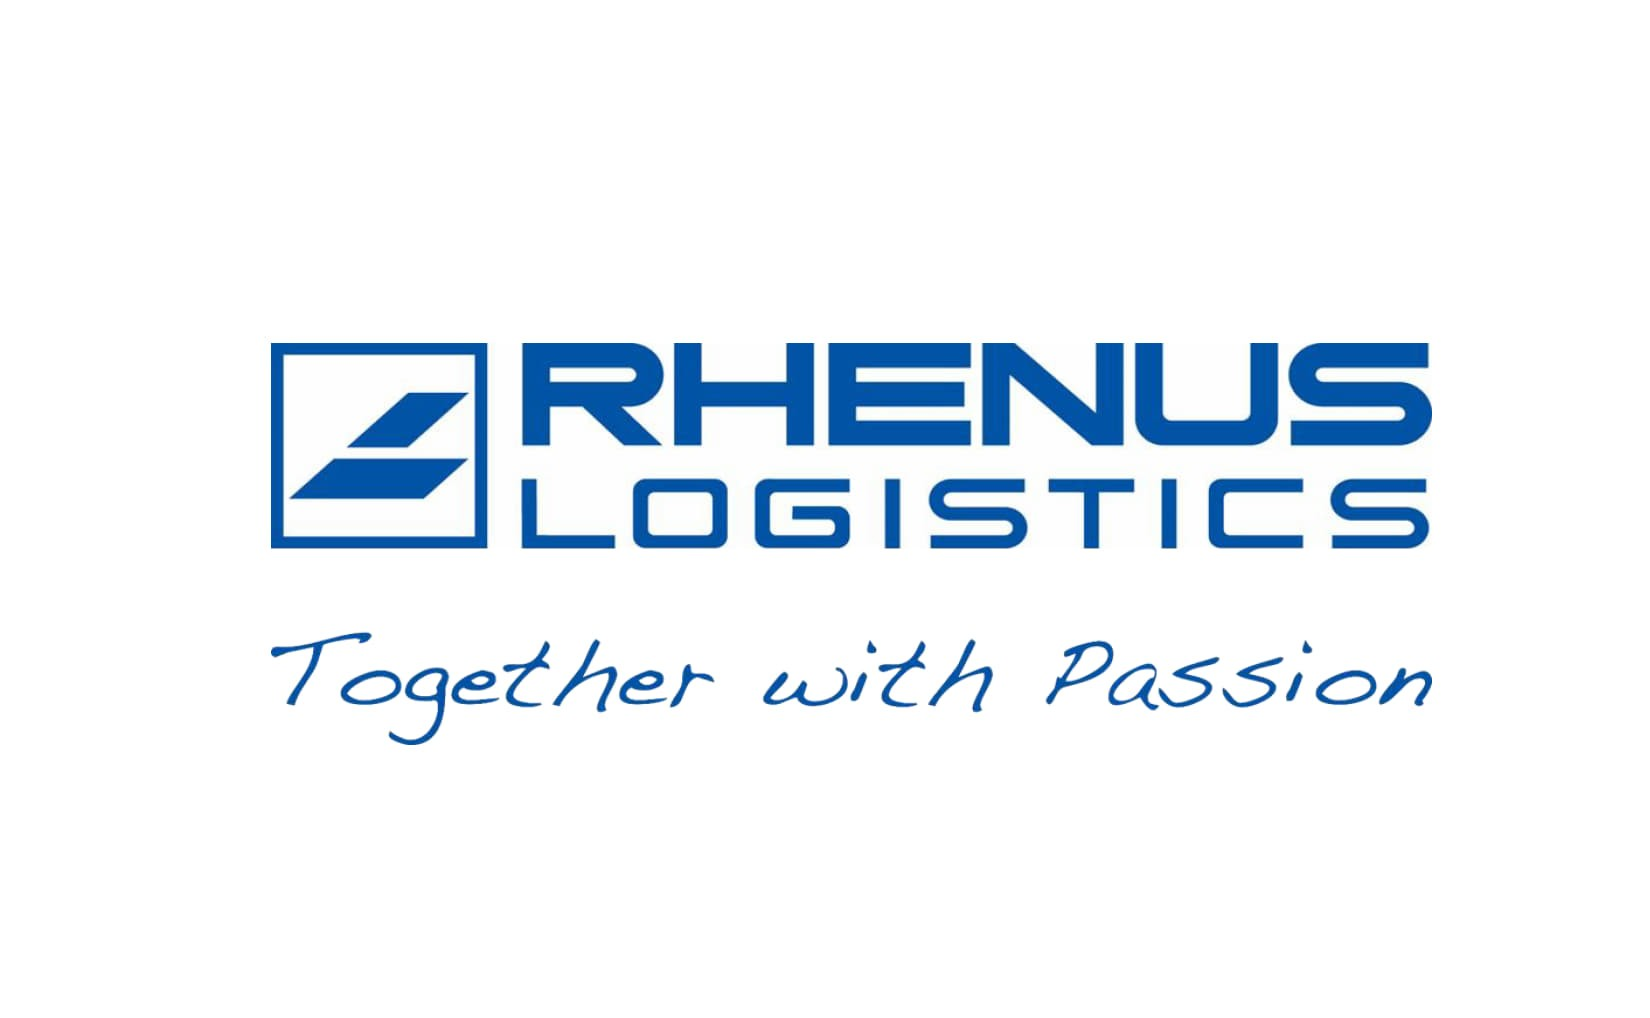 RHENUS
LOGISTICS
Together with Passion